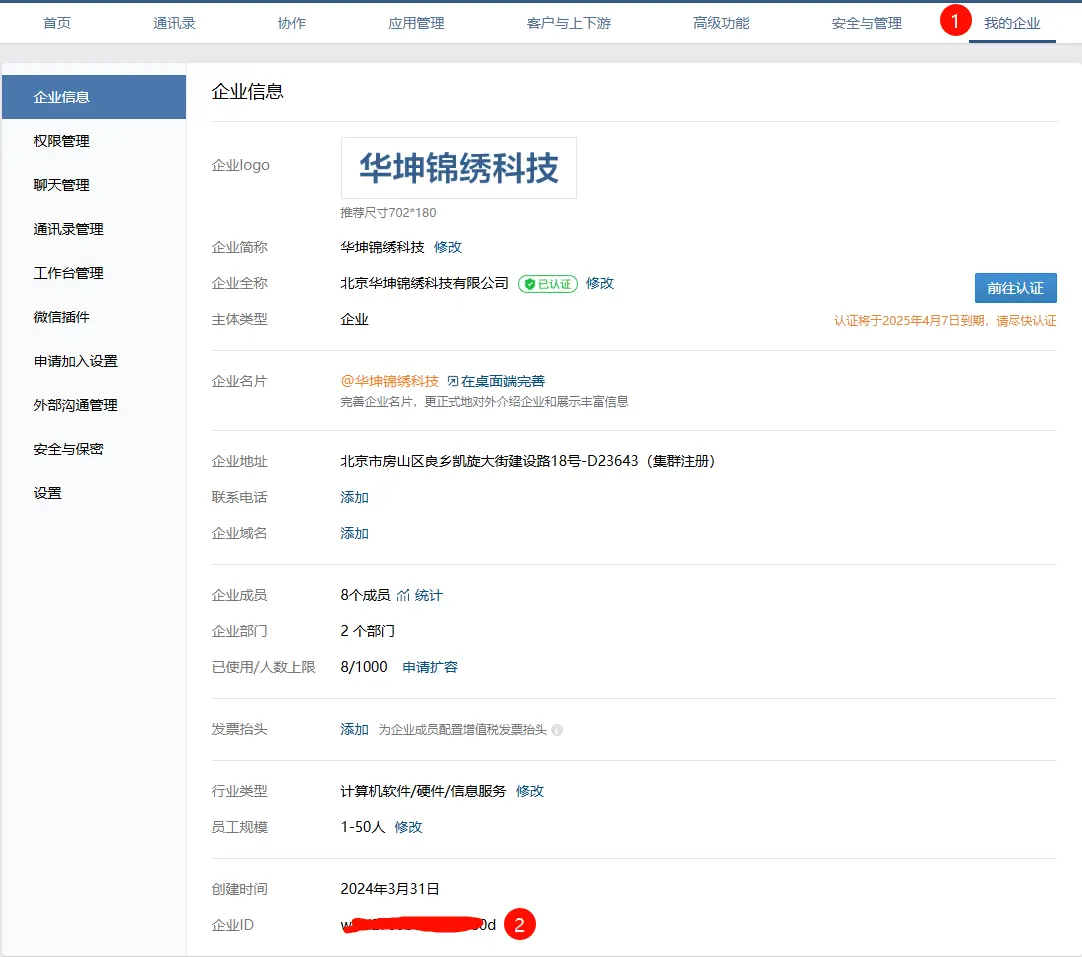 首页 通讯录 协作 应用管理 客户与上下游 高级功能 安全与管理 1 我的企业
企业信息
权限管理
聊天管理
通讯录管理
工作台管理
微信插件
申请加入设置
外部沟通管理
安全与保密
设置
企业信息
企业logo 华坤锦绣科技
推荐尺寸702*180
企业简称 华坤锦绣科技 修改
企业全称 北京华坤锦绣科技有限公司 已认证 修改
前往认证
主体类型 企业
认证将于2025年4月7日到期，请尽快认证
企业名片 @华坤锦绣科技 在桌面端完善
完善企业名片，更正式地对外介绍企业和展示丰富信息
企业地址 北京市房山区良乡凯旋大街建设路18号-D23643（集群注册）
联系电话 添加
企业域名 添加
企业成员 8个成员 统计
企业部门 2 个部门
已使用/人数上限 8/1000 申请扩容
发票抬头 添加 为企业成员配置增值税发票抬头
行业类型 计算机软件/硬件/信息服务 修改
员工规模 1-50人 修改
创建时间 2024年3月31日
企业ID 2